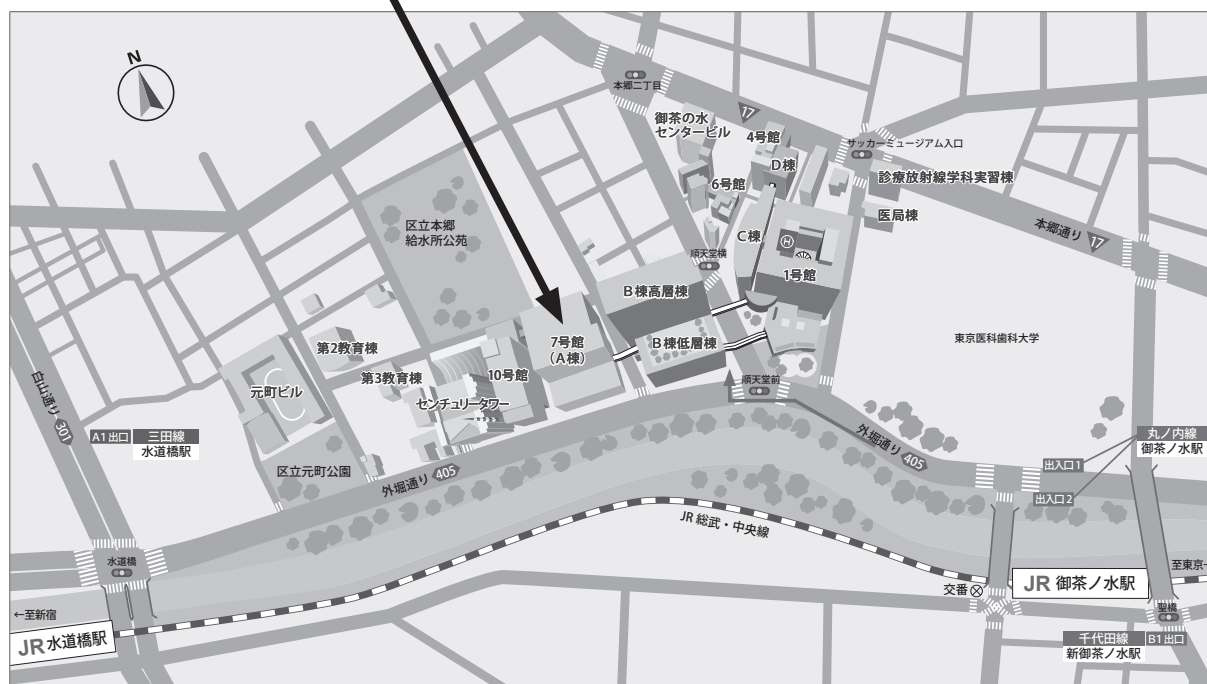 N
本郷二丁目
17
御茶の水
センタービル
4号館
サッカーミュージアム入口
D棟
診療放射線学科実習棟
6号館
医局棟
区立本郷
給水所公苑
C棟
本郷通り 17
順天堂横
H
1号館
B棟高層棟
7号館
(A棟)
B棟低層棟
東京医科歯科大学
第2教育棟
第3教育棟
10号館
元町ビル
センチュリータワー
順天堂前
白山通り 301
A1出口 三田線
水道橋駅
外堀通り 405
丸ノ内線
御茶ノ水駅
出入口1
出入口2
区立元町公園
外堀通り 405
JR総武・中央線
水道橋
至東京→
交番
JR 御茶ノ水駅
←至新宿
聖橋
JR 水道橋駅
千代田線 B1出口
新御茶ノ水駅